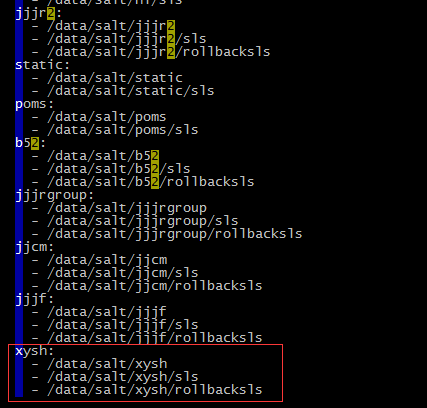 jjjr2:
  - /data/salt/jjjr2
  - /data/salt/jjjr2/sls
  - /data/salt/jjjr2/rollbacksls
static:
  - /data/salt/static
  - /data/salt/static/sls
poms:
  - /data/salt/poms
  - /data/salt/poms/sls
b52:
  - /data/salt/b52
  - /data/salt/b52/sls
  - /data/salt/b52/rollbacksls
jjjrgroup:
  - /data/salt/jjjrgroup
  - /data/salt/jjjrgroup/sls
  - /data/salt/jjjrgroup/rollbacksls
jjcm:
  - /data/salt/jjcm
  - /data/salt/jjcm/sls
  - /data/salt/jjcm/rollbacksls
jjjf:
  - /data/salt/jjjf
  - /data/salt/jjjf/sls
  - /data/salt/jjjf/rollbacksls
xysh:
  - /data/salt/xysh
  - /data/salt/xysh/sls
  - /data/salt/xysh/rollbacksls